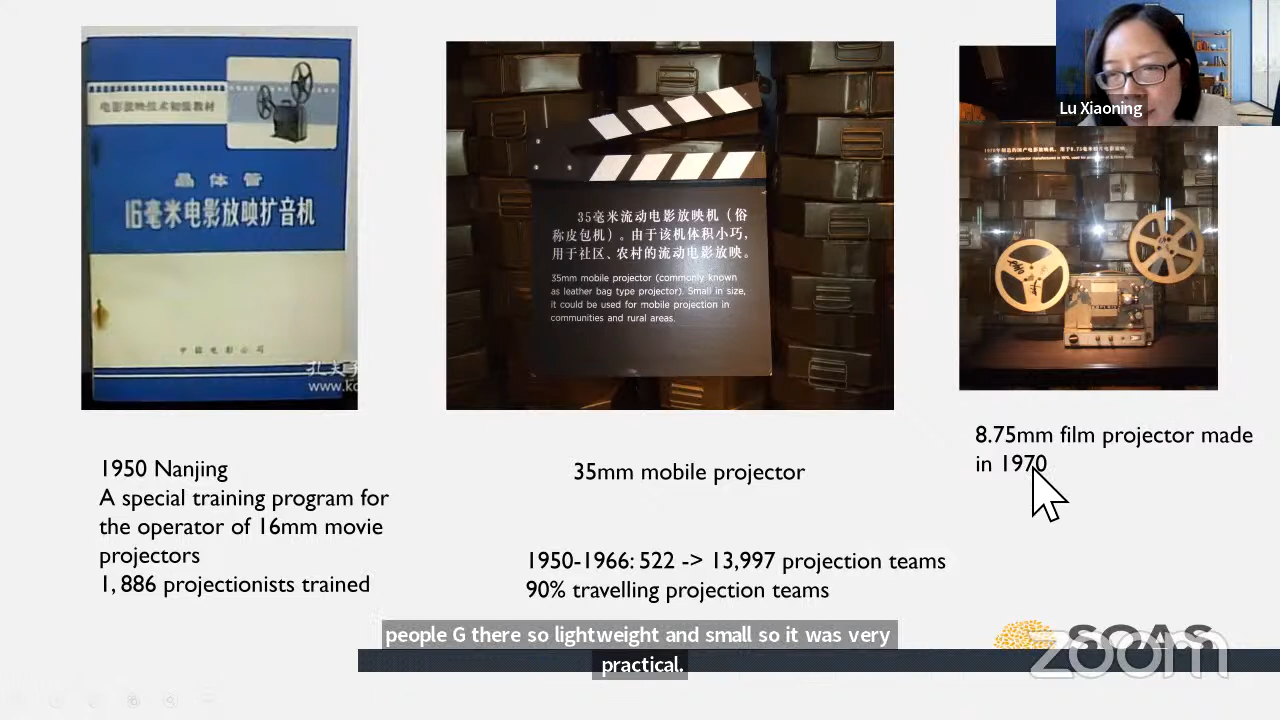 电影放映技术初级教材
晶体管
16毫米电影放映扩音机
中国电影公司
35毫米流动电影放映机（俗
称皮包机）。由于该机体积小巧，
用于社区、农村的流动电影放映。
35mm mobile projector (commonly known
as leather bag type projector). Small in size,
it could be used for mobile projection in
communities and rural areas.
Lu Xiaoning
1950 Nanjing
A special training program for
the operator of 16mm movie
projectors
1, 886 projectionists trained
35mm mobile projector
1950-1966: 522 -> 13,997 projection teams
90% travelling projection teams
8.75mm film projector made
in 1970
people G there so lightweight and small so it was very
practical.
SOAS
zoom